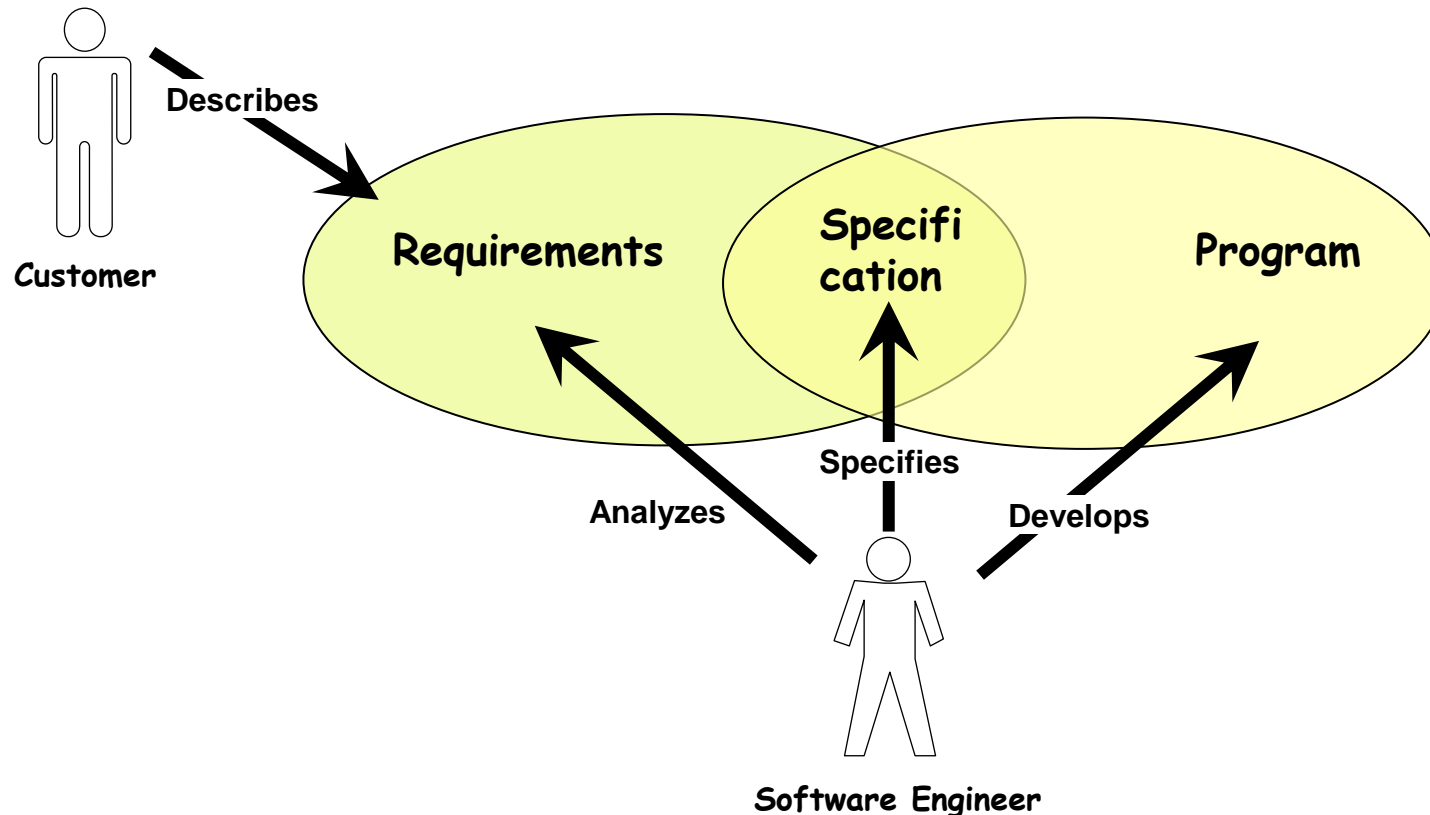 Describes
Customer
Requirements
Specifi
cation
Program
Specifies
Analyzes
Develops
Software Engineer